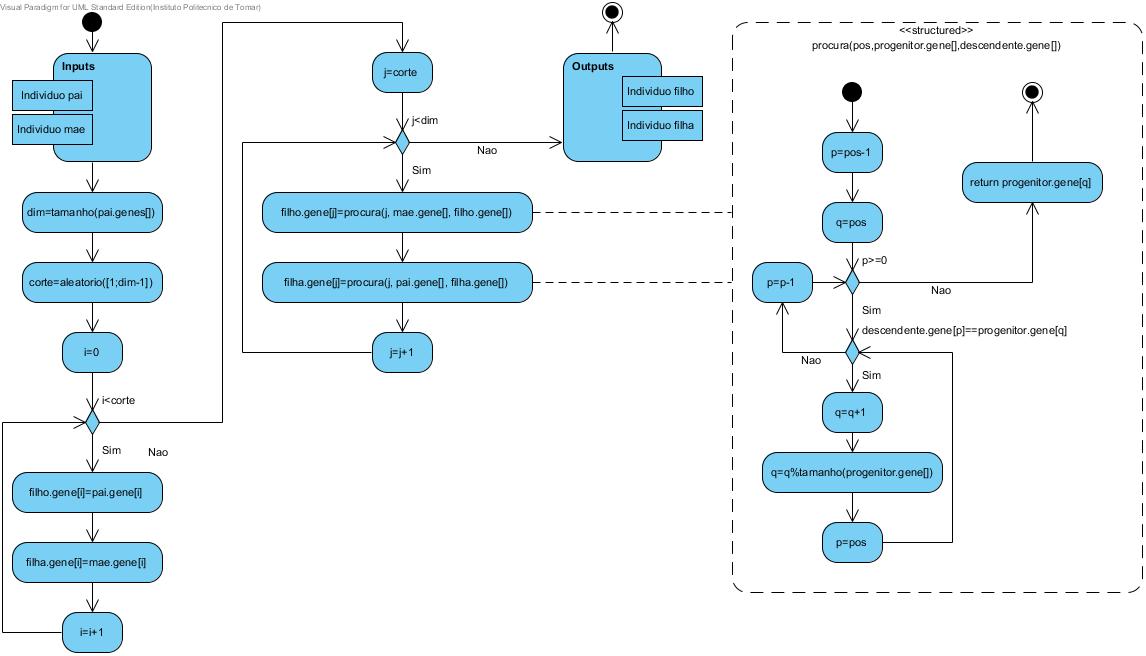 Visual Paradigm for UML Standard Edition(Instituto Politecnico de Tomar)
Inputs
Individuo pai
Individuo mae
dim=tamanho(pai.genes[])
corte=aleatorio([1;dim-1])
i=0
i<corte
Sim
Nao
filho.gene[i]=pai.gene[i]
filha.gene[i]=mae.gene[i]
i=i+1
j=corte
j<dim
Nao
Sim
filho.gene[j]=procura(j, mae.gene[], filho.gene[])
filha.gene[j]=procura(j, pai.gene[], filha.gene[])
j=j+1
Outputs
Individuo filho
Individuo filha
<<structured>>
procura(pos,progenitor.gene[],descendente.gene[])
p=pos-1
q=pos
p>=0
Nao
return progenitor.gene[q]
p=p-1
Sim
descendente.gene[p]==progenitor.gene[q]
Nao
Sim
q=q+1
q=q%tamanho(progenitor.gene[])
p=pos